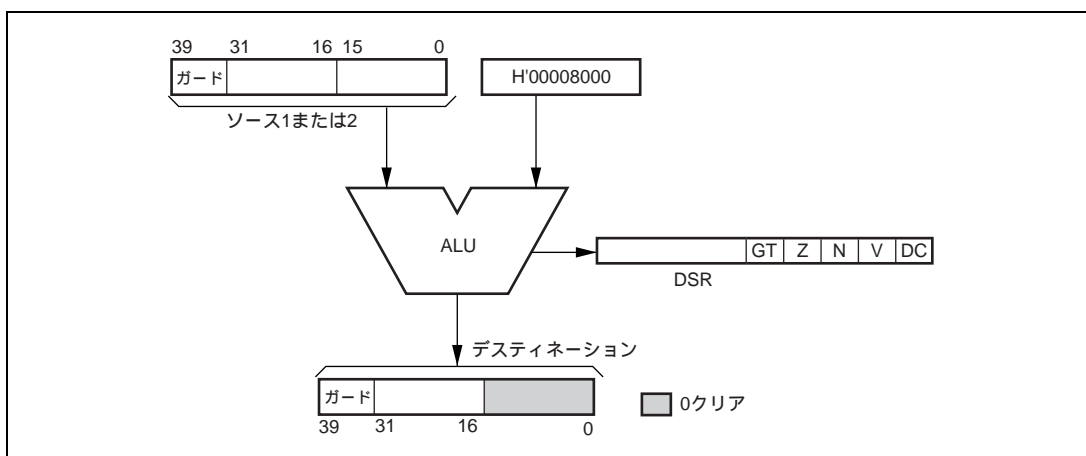 39 31 16 15 0
ガード
H'00008000
ソース1または2
ALU
GT Z N V DC
DSR
デスティネーション
ガード
0クリア
39 31 16 0